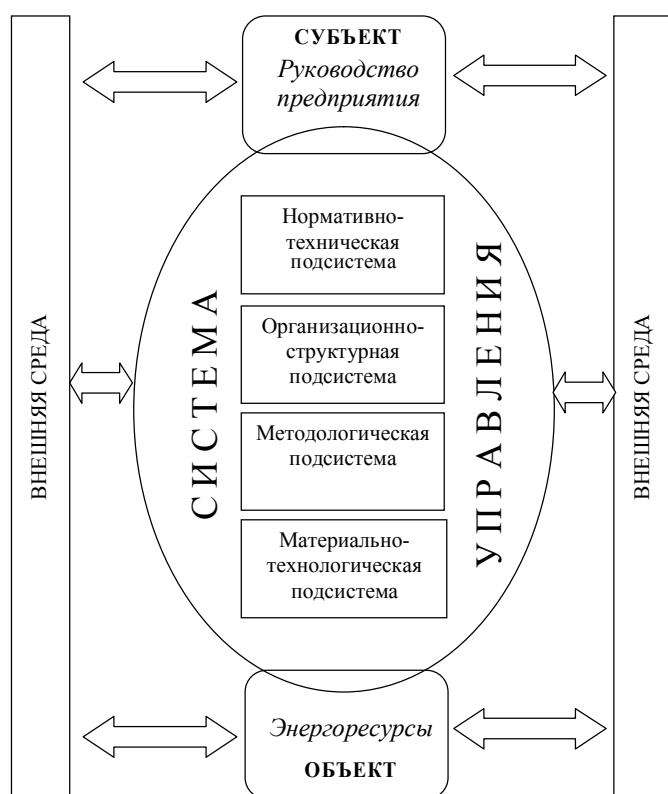 СУБЪЕКТ
Руководство
предприятия
ВНЕШНЯЯ СРЕДА
СИСТЕМА
Нормативно-
техническая
подсистема
Организационно-
структурная
подсистема
Методологическая
подсистема
Материально-
технологическая
подсистема
УПРАВЛЕНИЯ
ВНЕШНЯЯ СРЕДА
Энергоресурсы
ОБЪЕКТ